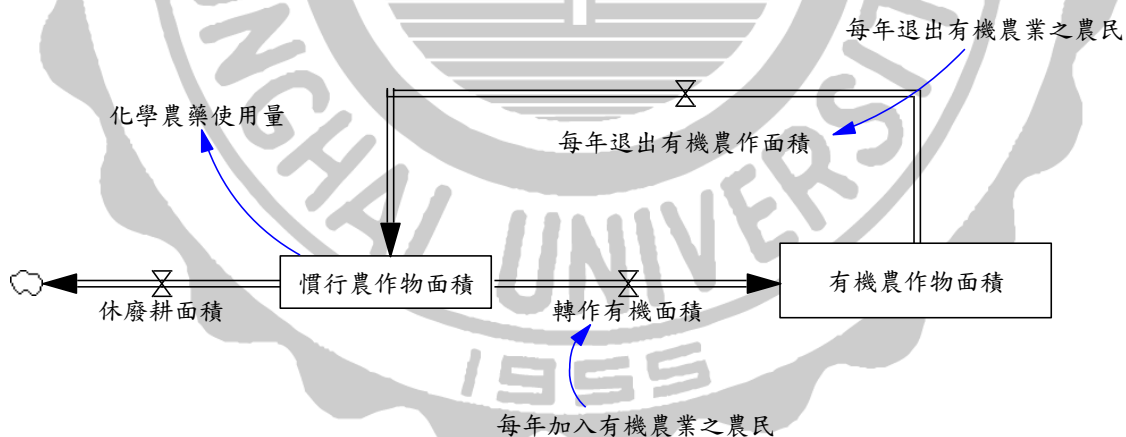 每年退出有機農業之農民
化學農藥使用量
每年退出有機農作面積
慣行農作物面積
有機農作物面積
休廢耕面積
轉作有機面積
每年加入有機農業之農民
NGHAI UNIVERSIT
1955